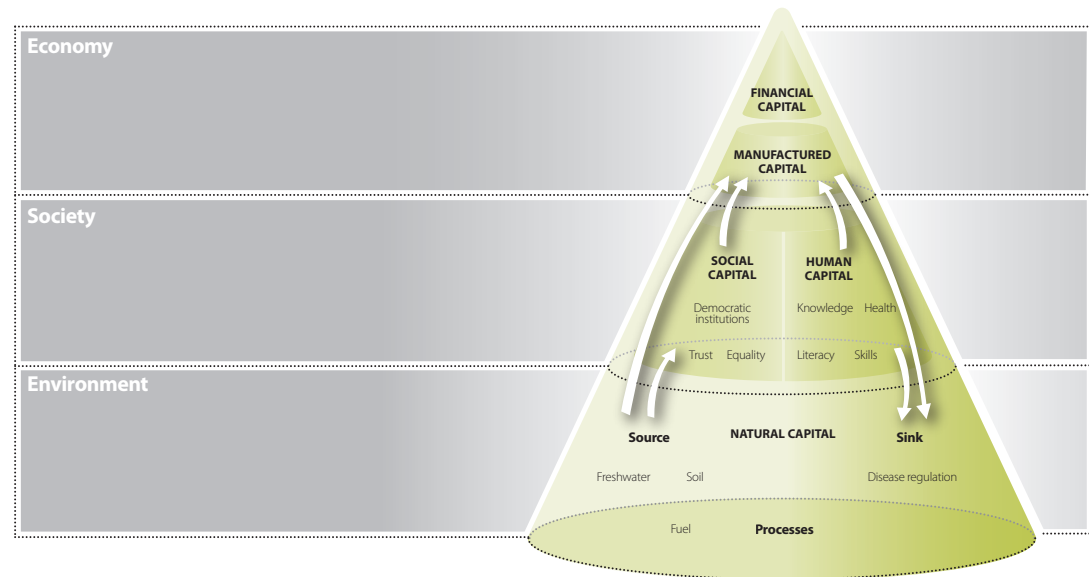 Economy
FINANCIAL
CAPITAL
MANUFACTURED
CAPITAL
Society
SOCIAL
CAPITAL
HUMAN
CAPITAL
Democratic
institutions
Knowledge Health
Trust Equality Literacy Skills
Environment
Source NATURAL CAPITAL Sink
Freshwater Soil Disease regulation
Fuel Processes